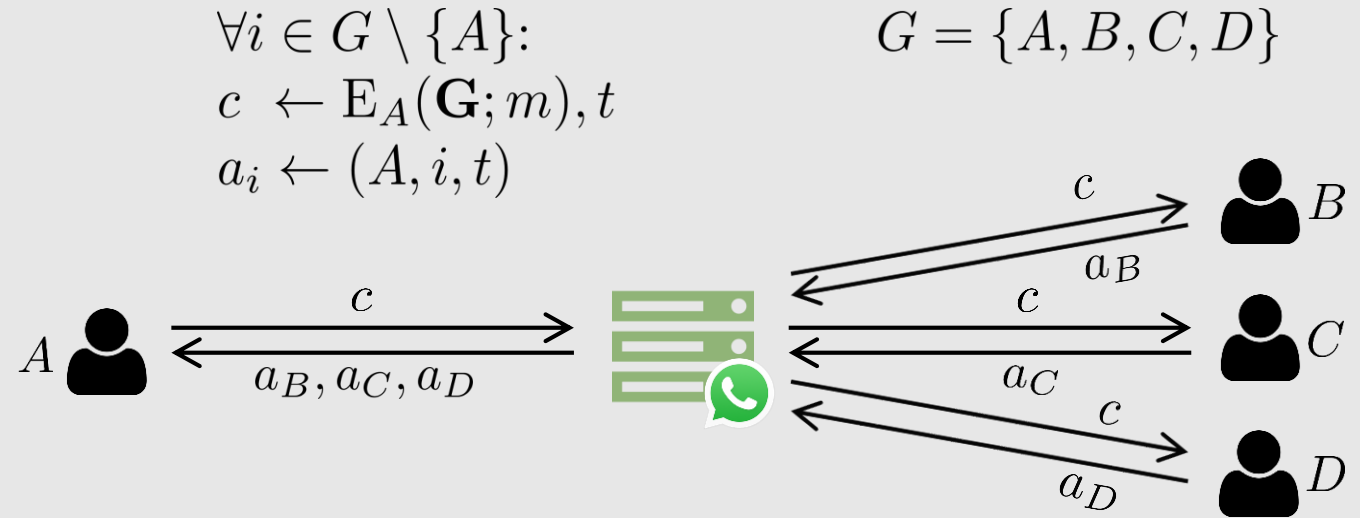 ∀i ∈ G \ {A}:
c ← E_A(𝐆; m), t
a_i ← (A, i, t)
G = {A, B, C, D}
c
B
a_B
A
c
a_B, a_C, a_D
c
C
a_C
c
D
a_D